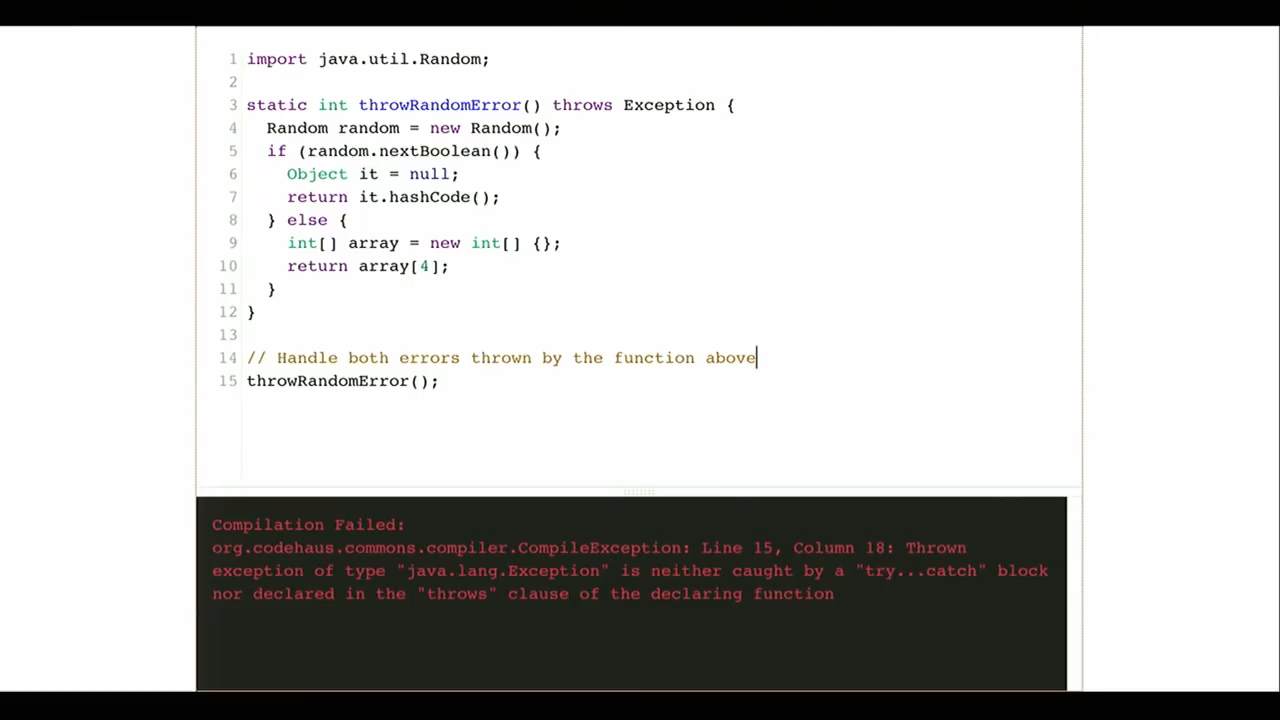 1 import java.util.Random;
2
3 static int throwRandomError() throws Exception {
4   Random random = new Random();
5   if (random.nextBoolean()) {
6     Object it = null;
7     return it.hashCode();
8   } else {
9     int[] array = new int[] {};
10     return array[4];
11   }
12 }
13
14 // Handle both errors thrown by the function above
15 throwRandomError();
Compilation Failed:
org.codehaus.commons.compiler.CompileException: Line 15, Column 18: Thrown
exception of type "java.lang.Exception" is neither caught by a "try...catch" block
nor declared in the "throws" clause of the declaring function